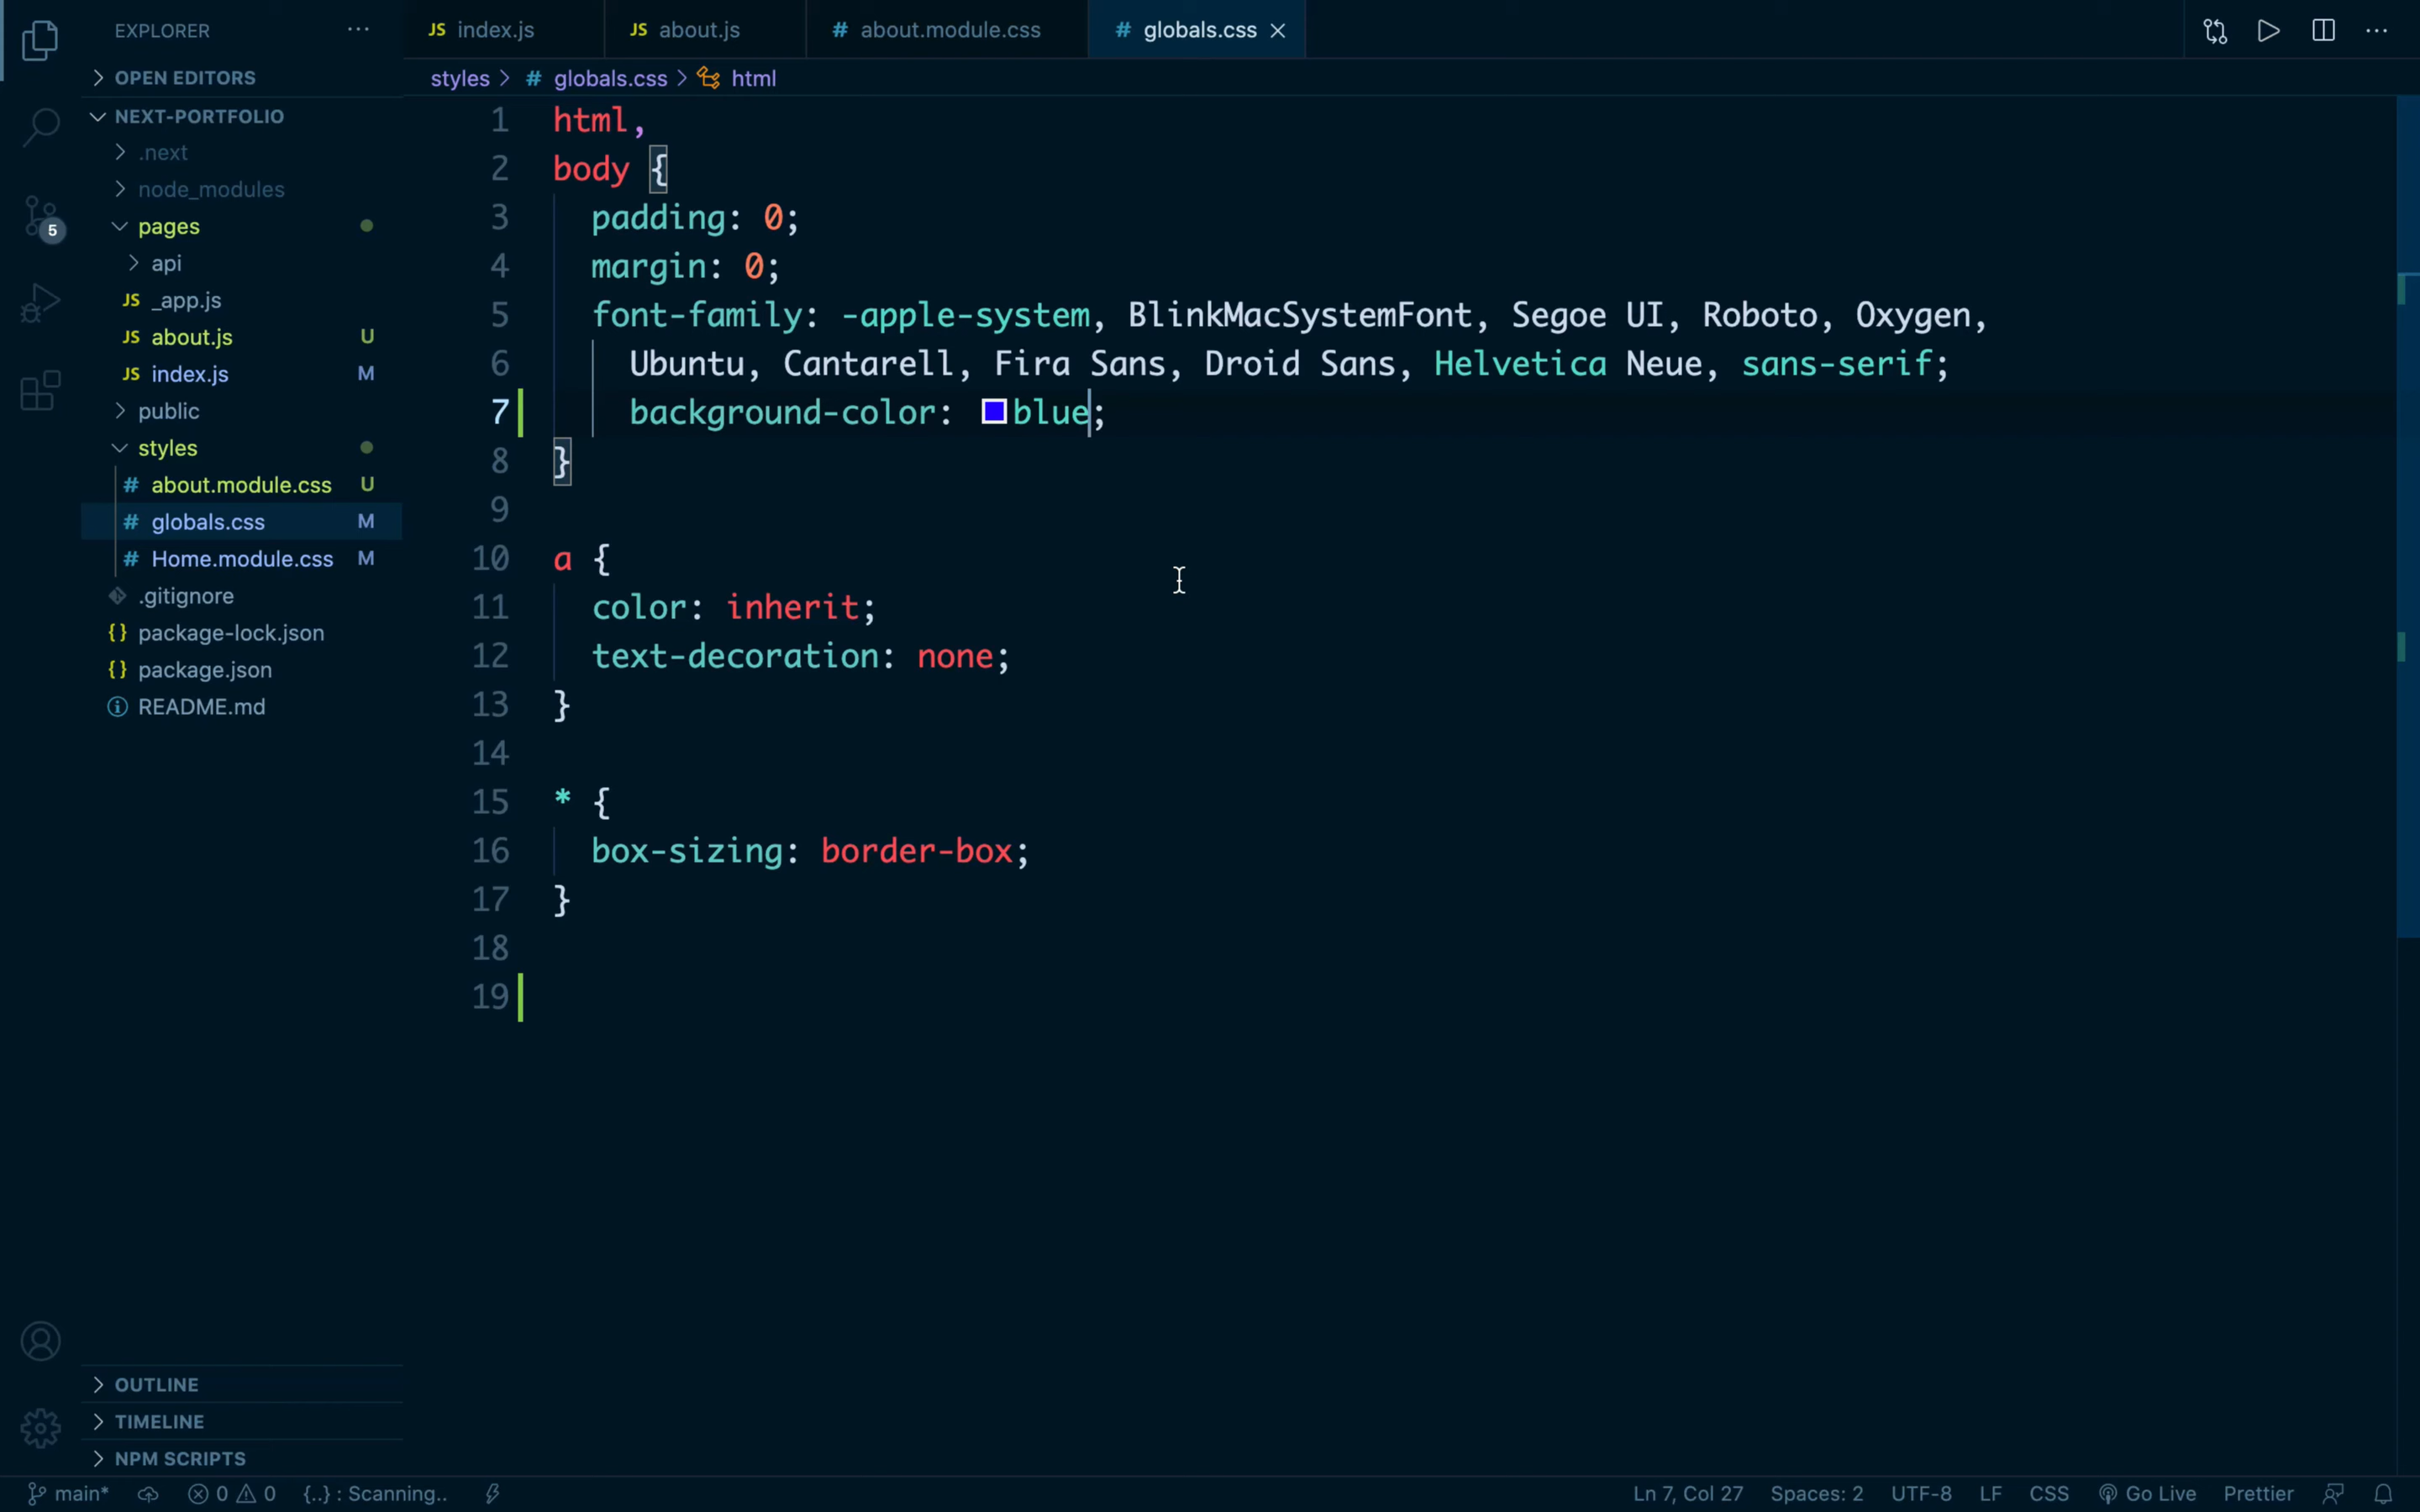 EXPLORER
OPEN EDITORS
NEXT-PORTFOLIO
.next
node_modules
pages
api
JS _app.js
JS about.js U
JS index.js M
public
styles
# about.module.css U
# globals.css M
# Home.module.css M
.gitignore
{} package-lock.json
{} package.json
README.md
5
OUTLINE
TIMELINE
NPM SCRIPTS
JS index.js
JS about.js
# about.module.css
# globals.css
styles > # globals.css > html
1 html,
2 body {
3 padding: 0;
4 margin: 0;
5 font-family: -apple-system, BlinkMacSystemFont, Segoe UI, Roboto, Oxygen,
6 Ubuntu, Cantarell, Fira Sans, Droid Sans, Helvetica Neue, sans-serif;
7 background-color: blue;
8 }
9
10 a {
11 color: inherit;
12 text-decoration: none;
13 }
14
15 * {
16 box-sizing: border-box;
17 }
18
19
main* 0 0 {..} : Scanning.. Ln 7, Col 27 Spaces: 2 UTF-8 LF CSS Go Live Prettier